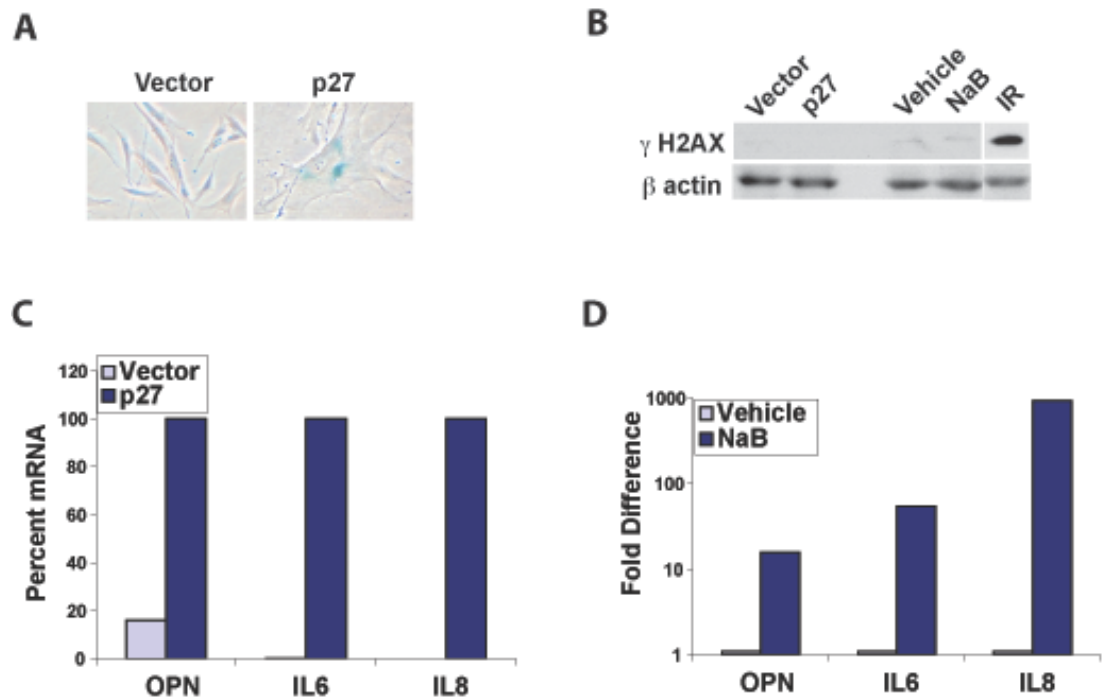 A
Vector
p27
B
Vector
p27
Vehicle
NaB
IR
γ H2AX
β actin
C
Percent mRNA
120
100
80
60
40
20
0
Vector
p27
OPN
IL6
IL8
D
Fold Difference
1000
100
10
1
Vehicle
NaB
OPN
IL6
IL8